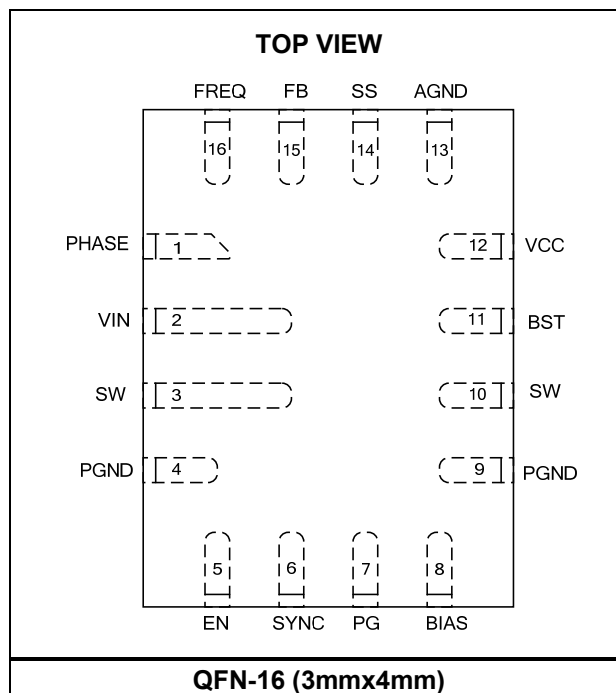 TOP VIEW
FREQ FB SS AGND
16 15 14 13
PHASE 1 12 VCC
VIN 2 11 BST
SW 3 10 SW
PGND 4 9 PGND
5 6 7 8
EN SYNC PG BIAS
QFN-16 (3mmx4mm)